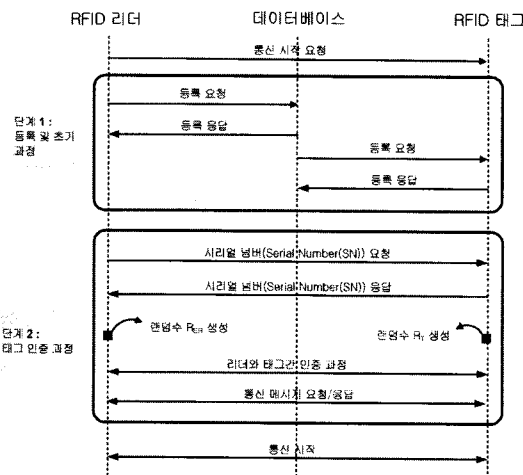 RFID 리더
데이터베이스
RFID 태그
통신 시작 요청
단계 1 :
등록 및 초기
과정
등록 요청
등록 응답
등록 요청
등록 응답
시리얼 넘버(Serial Number(SN)) 요청
시리얼 넘버(Serial Number(SN)) 응답
단계 2 :
태그 인증 과정
랜덤수 RER 생성
랜덤수 RT 생성
리더와 태그간 인증 과정
통신 메시지 요청/응답
통신 시작